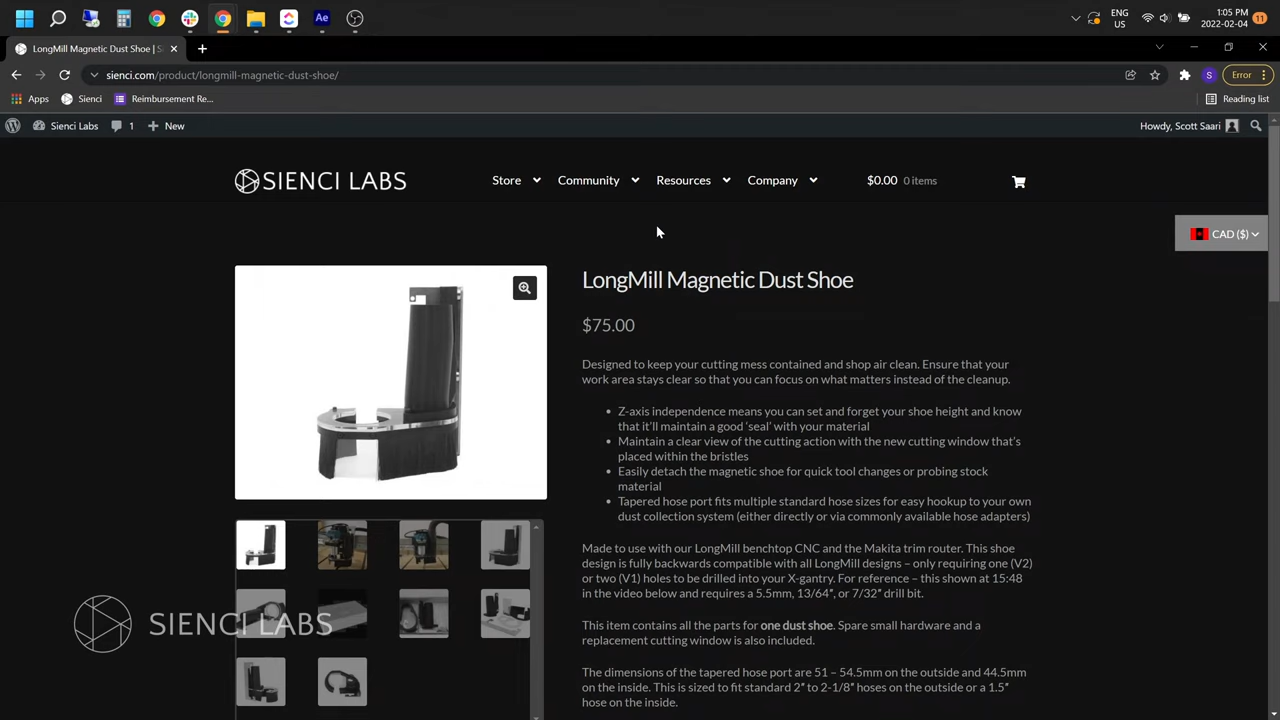 ENG
US
1:05 PM
2022-02-04
11
Ae
LongMill Magnetic Dust Shoe | S
sienci.com/product/longmill-magnetic-dust-shoe/
S
Error
Apps
Sienci
Reimbursement Re...
Reading list
Sienci Labs
1
New
Howdy, Scott Saari
SIENCI LABS
Store
Community
Resources
Company
$0.00 0 items
CAD ($)
LongMill Magnetic Dust Shoe
$75.00
Designed to keep your cutting mess contained and shop air clean. Ensure that your
work area stays clear so that you can focus on what matters instead of the cleanup.
• Z-axis independence means you can set and forget your shoe height and know
that it'll maintain a good ‘seal’ with your material
• Maintain a clear view of the cutting action with the new cutting window that's
placed within the bristles
• Easily detach the magnetic shoe for quick tool changes or probing stock
material
• Tapered hose port fits multiple standard hose sizes for easy hookup to your own
dust collection system (either directly or via commonly available hose adapters)
Made to use with our LongMill benchtop CNC and the Makita trim router. This shoe
design is fully backwards compatible with all LongMill designs – only requiring one (V2)
or two (V1) holes to be drilled into your X-gantry. For reference – this shown at 15:48
in the video below and requires a 5.5mm, 13/64″, or 7/32″ drill bit.
This item contains all the parts for one dust shoe. Spare small hardware and a
replacement cutting window is also included.
The dimensions of the tapered hose port are 51 – 54.5mm on the outside and 44.5mm
on the inside. This is sized to fit standard 2″ to 2-1/8″ hoses on the outside or a 1.5″
hose on the inside.
SIENCI LABS